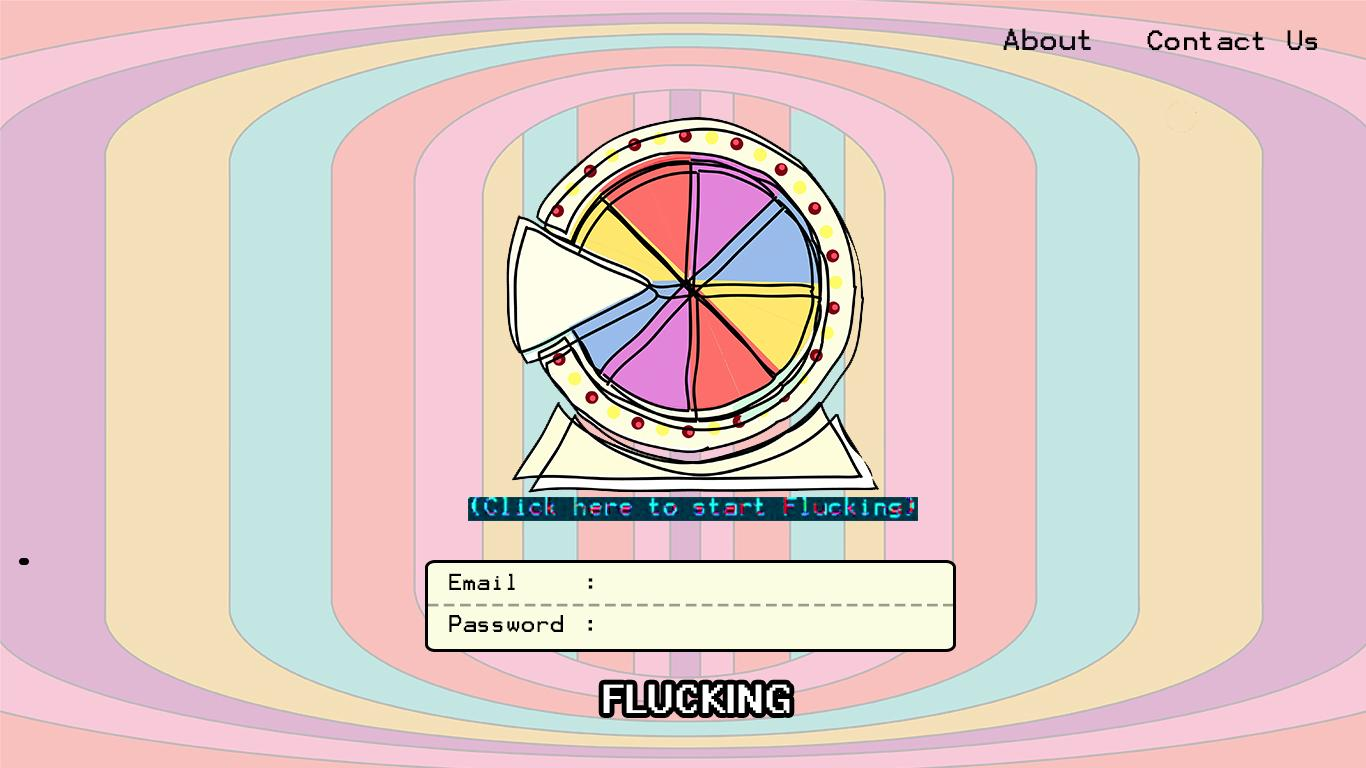 About Contact Us
(Click here to start Flucking)
Email :
Password :
FLUCKING